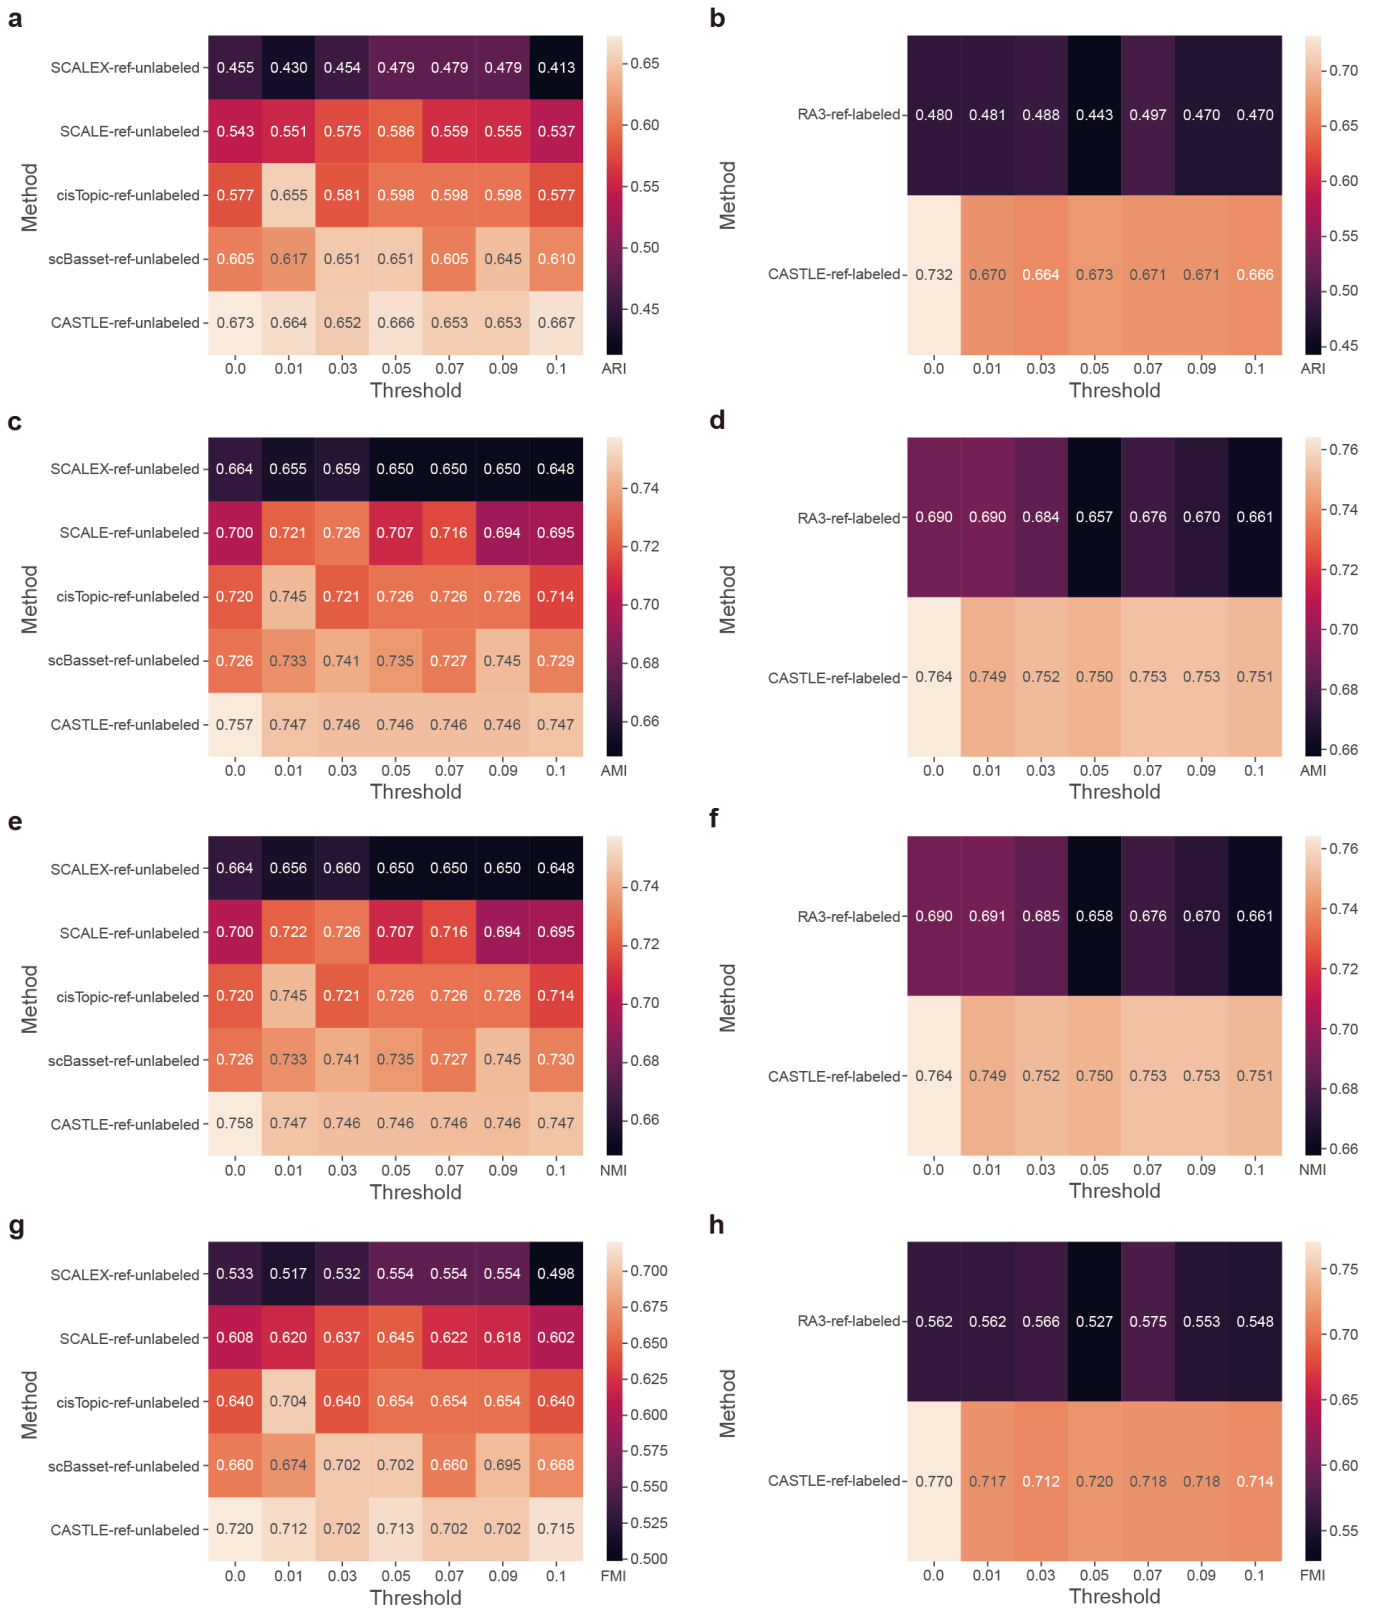 a
SCALEX-ref-unlabeled 0.455 0.430 0.454 0.479 0.479 0.479 0.413
SCALE-ref-unlabeled 0.543 0.551 0.575 0.586 0.559 0.555 0.537
cisTopic-ref-unlabeled 0.577 0.655 0.581 0.598 0.598 0.598 0.577
scBasset-ref-unlabeled 0.605 0.617 0.651 0.651 0.605 0.645 0.610
CASTLE-ref-unlabeled 0.673 0.664 0.652 0.666 0.653 0.653 0.667
Method
0.0 0.01 0.03 0.05 0.07 0.09 0.1
Threshold
0.65
0.60
0.55
0.50
0.45
ARI
b
RA3-ref-labeled 0.480 0.481 0.488 0.443 0.497 0.470 0.470
CASTLE-ref-labeled 0.732 0.670 0.664 0.673 0.671 0.671 0.666
Method
0.0 0.01 0.03 0.05 0.07 0.09 0.1
Threshold
0.70
0.65
0.60
0.55
0.50
0.45
ARI
c
SCALEX-ref-unlabeled 0.664 0.655 0.659 0.650 0.650 0.650 0.648
SCALE-ref-unlabeled 0.700 0.721 0.726 0.707 0.716 0.694 0.695
cisTopic-ref-unlabeled 0.720 0.745 0.721 0.726 0.726 0.726 0.714
scBasset-ref-unlabeled 0.726 0.733 0.741 0.735 0.727 0.745 0.729
CASTLE-ref-unlabeled 0.757 0.747 0.746 0.746 0.746 0.746 0.747
Method
0.0 0.01 0.03 0.05 0.07 0.09 0.1
Threshold
0.74
0.72
0.70
0.68
0.66
AMI
d
RA3-ref-labeled 0.690 0.690 0.684 0.657 0.676 0.670 0.661
CASTLE-ref-labeled 0.764 0.749 0.752 0.750 0.753 0.753 0.751
Method
0.0 0.01 0.03 0.05 0.07 0.09 0.1
Threshold
0.76
0.74
0.72
0.70
0.68
0.66
AMI
e
SCALEX-ref-unlabeled 0.664 0.656 0.660 0.650 0.650 0.650 0.648
SCALE-ref-unlabeled 0.700 0.722 0.726 0.707 0.716 0.694 0.695
cisTopic-ref-unlabeled 0.720 0.745 0.721 0.726 0.726 0.726 0.714
scBasset-ref-unlabeled 0.726 0.733 0.741 0.735 0.727 0.745 0.730
CASTLE-ref-unlabeled 0.758 0.747 0.746 0.746 0.746 0.746 0.747
Method
0.0 0.01 0.03 0.05 0.07 0.09 0.1
Threshold
0.74
0.72
0.70
0.68
0.66
NMI
f
RA3-ref-labeled 0.690 0.691 0.685 0.658 0.676 0.670 0.661
CASTLE-ref-labeled 0.764 0.749 0.752 0.750 0.753 0.753 0.751
Method
0.0 0.01 0.03 0.05 0.07 0.09 0.1
Threshold
0.76
0.74
0.72
0.70
0.68
0.66
NMI
g
SCALEX-ref-unlabeled 0.533 0.517 0.532 0.554 0.554 0.554 0.498
SCALE-ref-unlabeled 0.608 0.620 0.637 0.645 0.622 0.618 0.602
cisTopic-ref-unlabeled 0.640 0.704 0.640 0.654 0.654 0.654 0.640
scBasset-ref-unlabeled 0.660 0.674 0.702 0.702 0.660 0.695 0.668
CASTLE-ref-unlabeled 0.720 0.712 0.702 0.713 0.702 0.702 0.715
Method
0.0 0.01 0.03 0.05 0.07 0.09 0.1
Threshold
0.700
0.675
0.650
0.625
0.600
0.575
0.550
0.525
0.500
FMI
h
RA3-ref-labeled 0.562 0.562 0.566 0.527 0.575 0.553 0.548
CASTLE-ref-labeled 0.770 0.717 0.712 0.720 0.718 0.718 0.714
Method
0.0 0.01 0.03 0.05 0.07 0.09 0.1
Threshold
0.75
0.70
0.65
0.60
0.55
FMI